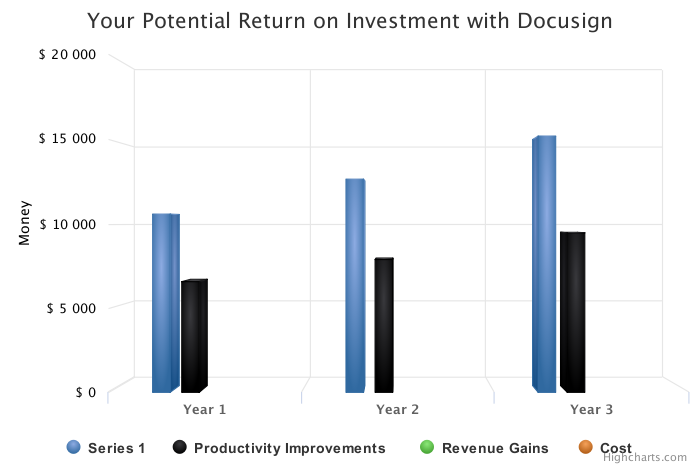 Your Potential Return on Investment with Docusign
$ 20 000
$ 15 000
$ 10 000
$ 5 000
$ 0
Money
Year 1
Year 2
Year 3
Series 1
Productivity Improvements
Revenue Gains
Cost
Highcharts.com